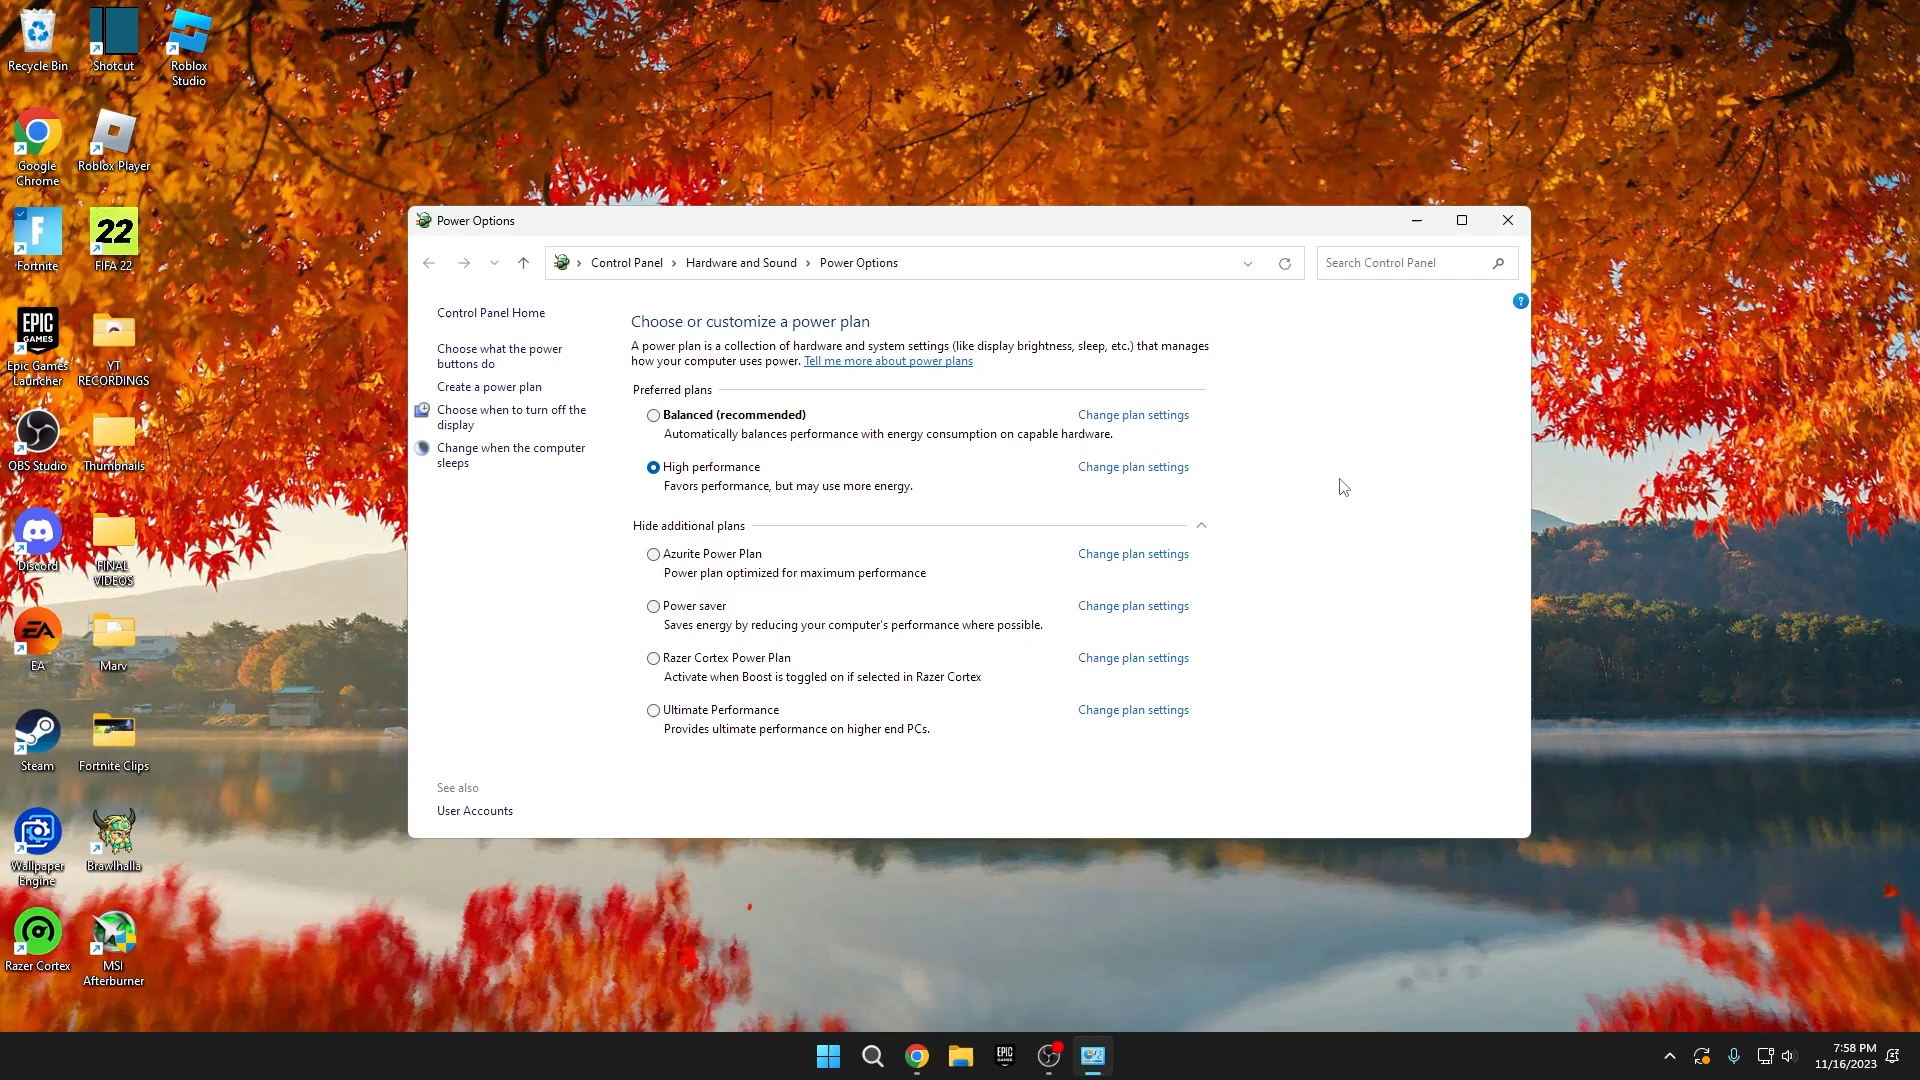 Recycle Bin
Shotcut
Roblox
Studio
Google
Chrome
Roblox Player
Fortnite
22
FIFA 22
EPIC
GAMES
Epic Games
Launcher
YT
RECORDINGS
OBS Studio
Thumbnails
Discord
FINAL
VIDEOS
EA
EA
Marv
Steam
Fortnite Clips
Wallpaper
Engine
Brawlhalla
Razer Cortex
MSI
Afterburner
Power Options
Control Panel > Hardware and Sound > Power Options
Search Control Panel
Control Panel Home
Choose what the power
buttons do
Create a power plan
Choose when to turn off the
display
Change when the computer
sleeps
See also
User Accounts
Choose or customize a power plan
A power plan is a collection of hardware and system settings (like display brightness, sleep, etc.) that manages
how your computer uses power. Tell me more about power plans
Preferred plans
Balanced (recommended) Change plan settings
Automatically balances performance with energy consumption on capable hardware.
High performance Change plan settings
Favors performance, but may use more energy.
Hide additional plans
Azurite Power Plan Change plan settings
Power plan optimized for maximum performance
Power saver Change plan settings
Saves energy by reducing your computer's performance where possible.
Razer Cortex Power Plan Change plan settings
Activate when Boost is toggled on if selected in Razer Cortex
Ultimate Performance Change plan settings
Provides ultimate performance on higher end PCs.
EPIC
GAMES
7:58 PM
11/16/2023